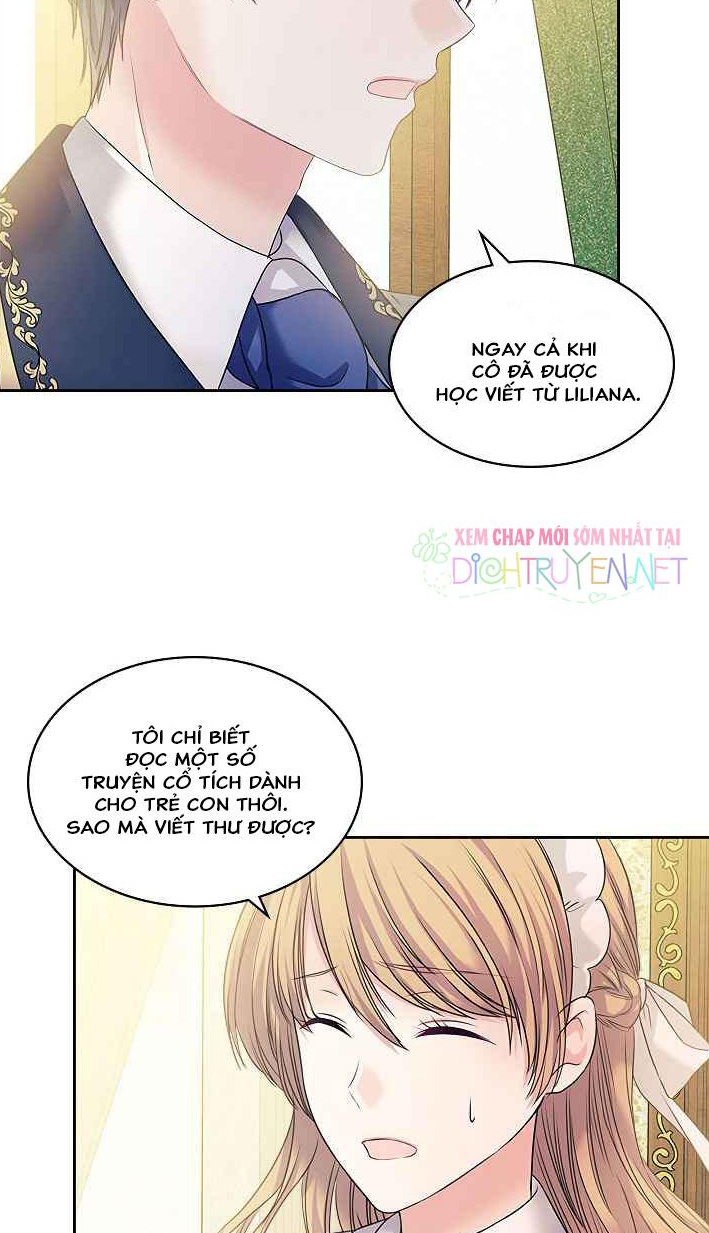 NGAY CẢ KHI
CÔ ĐÃ ĐƯỢC
HỌC VIẾT TỪ LILIANA.
XEM CHAP MỚI SỚM NHẤT TẠI
DICHTRUYEN.NET
TÔI CHỈ BIẾT
ĐỌC MỘT SỐ
TRUYỆN CỔ TÍCH DÀNH
CHO TRẺ CON THÔI.
SAO MÀ VIẾT THƯ ĐƯỢC?